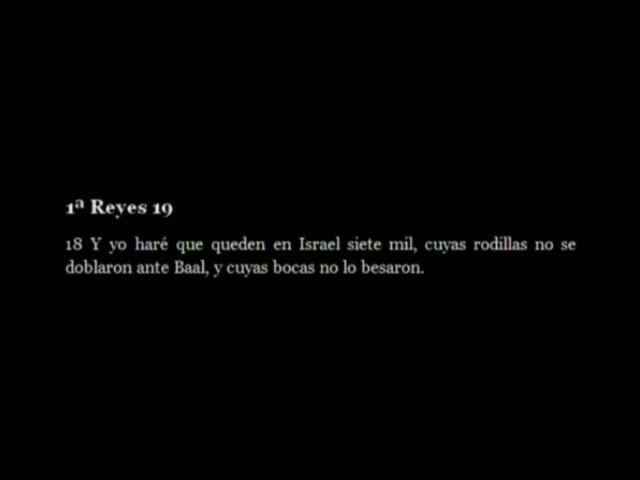 1ª Reyes 19
18 Y yo haré que queden en Israel siete mil, cuyas rodillas no se
doblaron ante Baal, y cuyas bocas no lo besaron.